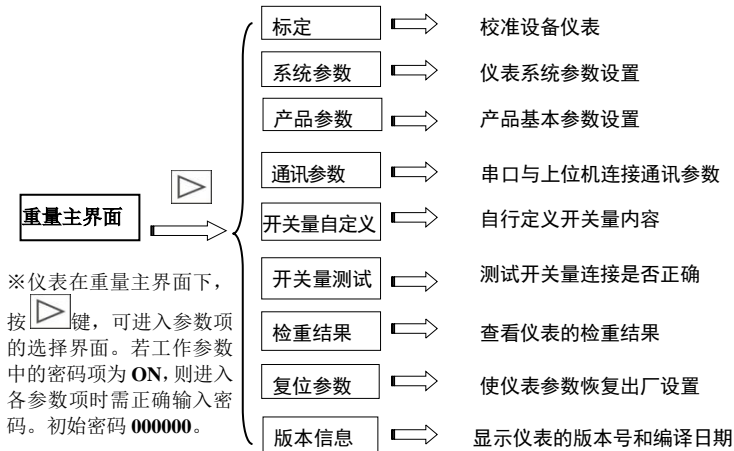 标定 校准设备仪表
系统参数 仪表系统参数设置
产品参数 产品基本参数设置
通讯参数 串口与上位机连接通讯参数
重量主界面
开关量自定义 自行定义开关量内容
开关量测试 测试开关量连接是否正确
检重结果 查看仪表的检重结果
复位参数 使仪表参数恢复出厂设置
版本信息 显示仪表的版本号和编译日期
※仪表在重量主界面下，
按键，可进入参数项
的选择界面。若工作参数
中的密码项为 ON，则进入
各参数项时需正确输入密
码。初始密码 000000。